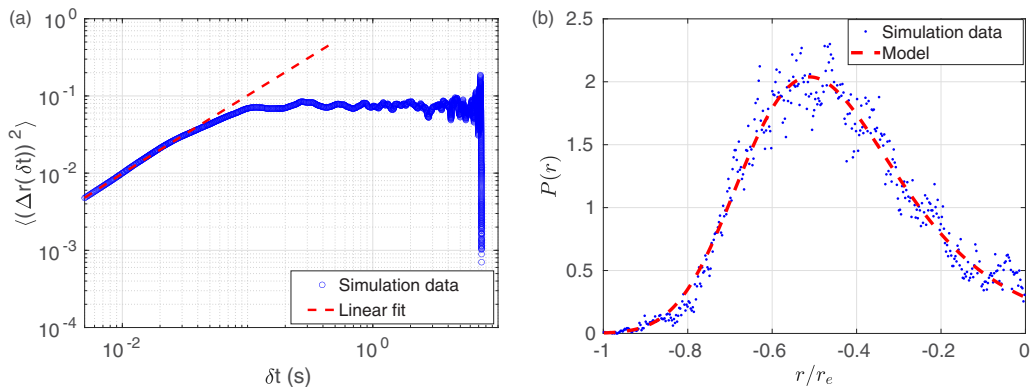 (a)
10^0
10^-1
10^-2
10^-3
10^-4
⟨(Δr( δt))^2⟩
Simulation data
Linear fit
10^-2
10^0
δt (s)
(b)
2.5
2
1.5
1
0.5
0
P(r)
Simulation data
Model
-1
-0.8
-0.6
-0.4
-0.2
0
r/r_e